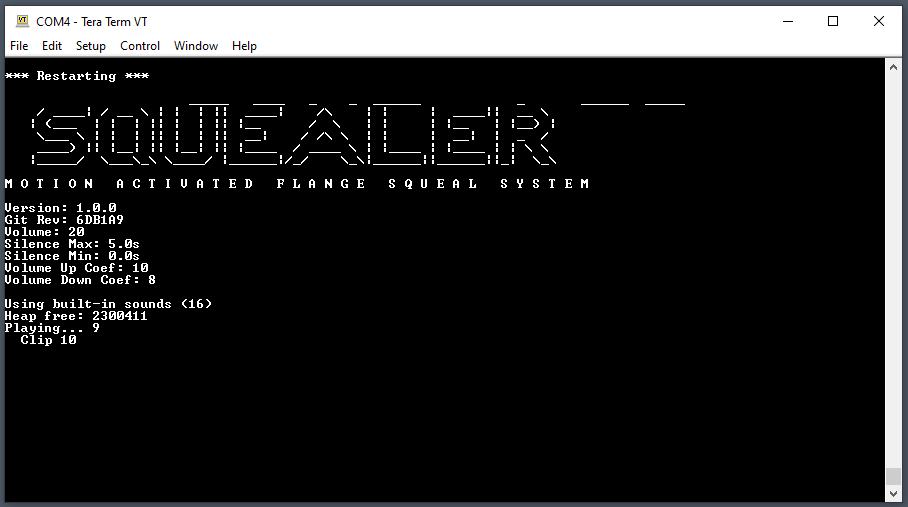 COM4 - Tera Term VT
File Edit Setup Control Window Help
*** Restarting ***
SQUEALER
MOTION ACTIVATED FLANGE SQUEAL SYSTEM
Version: 1.0.0
Git Rev: 6DB1A9
Volume: 20
Silence Max: 5.0s
Silence Min: 0.0s
Volume Up Coef: 10
Volume Down Coef: 8
Using built-in sounds (16)
Heap free: 2300411
Playing... 9
Clip 10